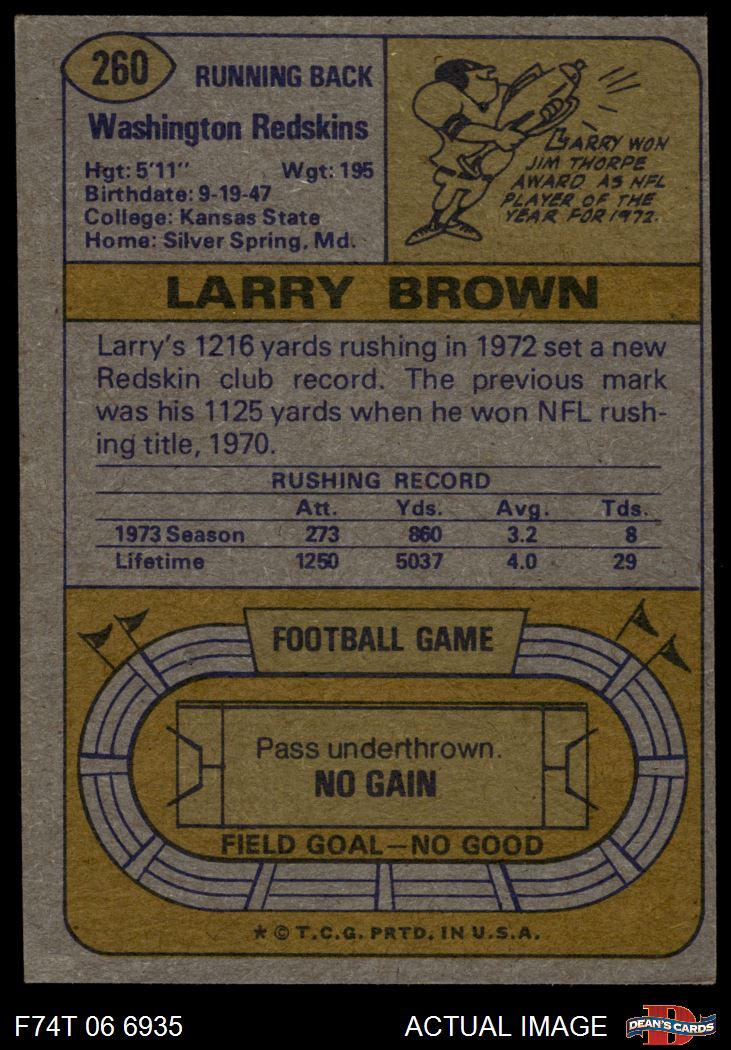 260
RUNNING BACK
Washington Redskins
Hgt: 5'11" Wgt: 195
Birthdate: 9-19-47
College: Kansas State
Home: Silver Spring, Md.
LARRY WON
JIM THORPE
AWARD AS NFL
PLAYER OF THE
YEAR FOR 1972.
LARRY BROWN
Larry's 1216 yards rushing in 1972 set a new
Redskin club record. The previous mark
was his 1125 yards when he won NFL rush-
ing title, 1970.
RUSHING RECORD
Att. Yds. Avg. Tds.
1973 Season 273 860 3.2 8
Lifetime 1250 5037 4.0 29
FOOTBALL GAME
Pass underthrown.
NO GAIN
FIELD GOAL—NO GOOD
* © T.C.G. PRTD. IN U.S.A.
F74T 06 6935 ACTUAL IMAGE
D
DEAN'S CARDS